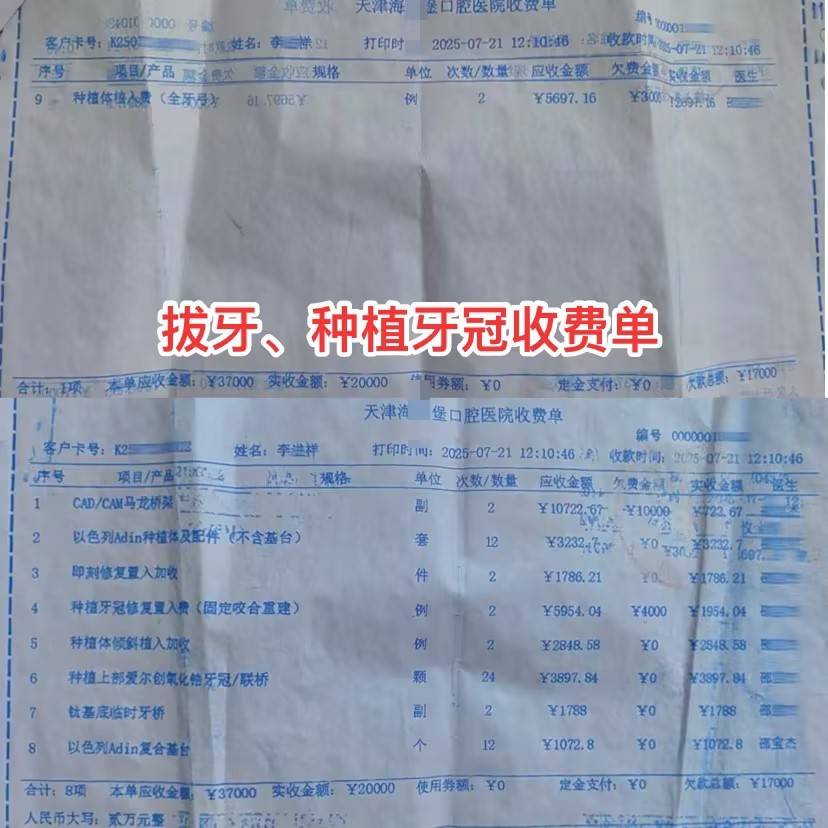 天津海 堡口腔医院收费单
编号 000001
客户卡号: K250 姓名: 李 祥 打印时 2025-07-21 12:10:46 收款时间 2025-07-21 12:10:46
序号 项目/产品 规格 单位 次数/数量 应收金额 欠费金额 实收金额 医生
9 种植体植入费 (全牙弓) 例 2 ¥5697.16 ¥3000 ¥2697.16
拔牙、种植牙冠收费单
合计: 1项 本单应收金额: ¥37000 实收金额: ¥20000 使用券额: ¥0 定金支付: ¥0 欠款总额: ¥17000
天津海 堡口腔医院收费单
编号 0000001
客户卡号: K2 姓名: 李 祥 打印时间: 2025-07-21 12:10:46 收款时间: 2025-07-21 12:10:46
序号 项目/产品 规格 单位 次数/数量 应收金额 欠费金额 实收金额 医生
1 CAD/CAM马龙桥架 副 2 ¥10722.67 ¥10000 ¥722.67
2 以色列Adin种植体及配件 (不含基台) 套 12 ¥3232.7 ¥0 ¥3232.7
3 即刻修复置入加收 件 2 ¥1786.21 ¥0 ¥1786.21
4 种植牙冠修复置入费 (固定咬合重建) 例 2 ¥5954.04 ¥4000 ¥1954.04
5 种植体倾斜植入加收 例 2 ¥2848.58 ¥0 ¥2848.58
6 种植上部爱尔创氧化锆牙冠/联桥 颗 24 ¥3897.84 ¥0 ¥3897.84
7 钛基底临时牙桥 副 2 ¥1788 ¥0 ¥1788
8 以色列Adin复合基台 个 12 ¥1072.8 ¥0 ¥1072.8 邵宝杰
合计: 8项 本单应收金额: ¥37000 实收金额: ¥20000 使用券额: ¥0 定金支付: ¥0 欠款总额: ¥17000
人民币大写: 贰万元整